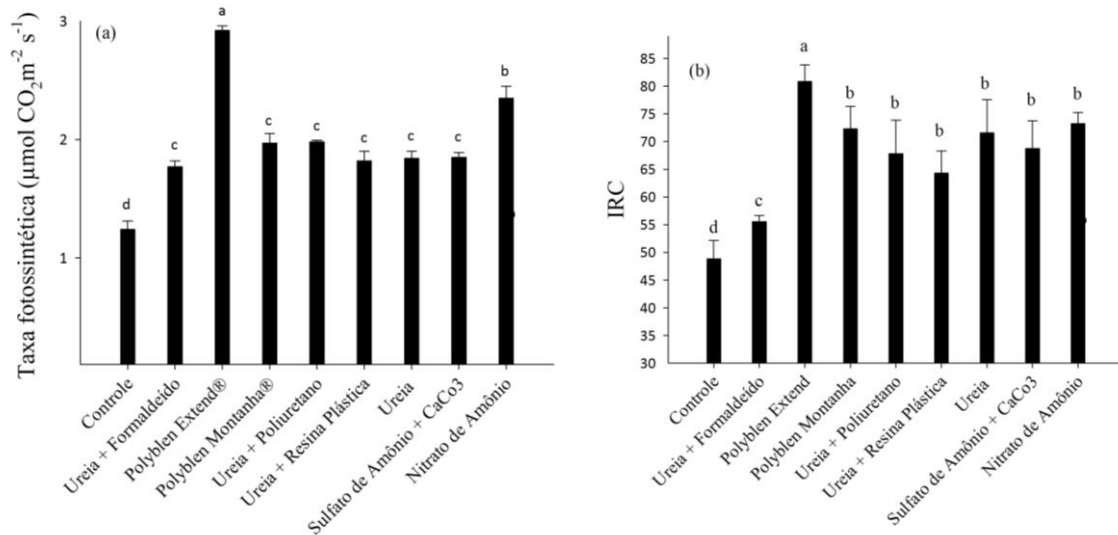 Taxa fotossintética (μmol CO₂m⁻² s⁻¹)
3
2
1
(a)
d
c
a
c
c
c
c
c
b
Controle
Ureia + Formaldeído
Polyblen Extend®
Polyblen Montanha®
Ureia + Poliuretano
Ureia + Resina Plástica
Ureia
Sulfato de Amônio + CaCo3
Nitrato de Amônio
IRC
85
80
75
70
65
60
55
50
45
40
35
30
(b)
d
c
a
b
b
b
b
b
b
Controle
Ureia + Formaldeído
Polyblen Extend
Polyblen Montanha
Ureia + Poliuretano
Ureia + Resina Plástica
Ureia
Sulfato de Amônio + CaCo3
Nitrato de Amônio